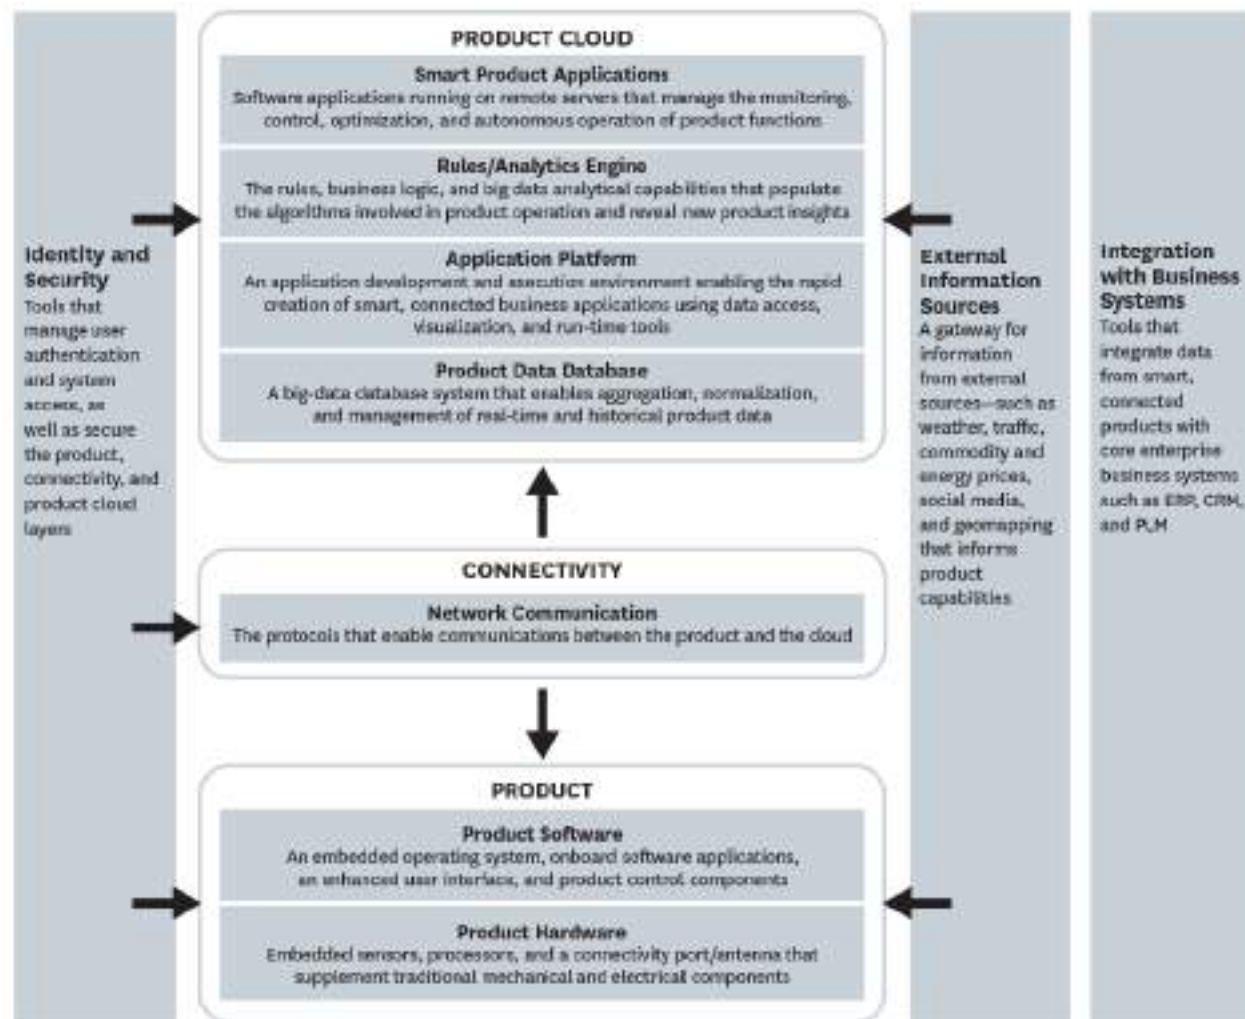 PRODUCT CLOUD
Smart Product Applications
Software applications running on remote servers that manage the monitoring,
control, optimization, and autonomous operation of product functions
Rules/Analytics Engine
The rules, business logic, and big data analytical capabilities that populate
the algorithms involved in product operation and reveal new product insights
Application Platform
An application development and execution environment enabling the rapid
creation of smart, connected business applications using data access,
visualization, and run-time tools
Product Data Database
A big-data database system that enables aggregation, normalization,
and management of real-time and historical product data
Identity and
Security
Tools that
manage user
authentication
and system
access, as
well as secure
the product,
connectivity, and
product cloud
layers
External
Information
Sources
A gateway for
information
from external
sources—such as
weather, traffic,
commodity and
energy prices,
social media,
and geomapping
that informs
product
capabilities
Integration
with Business
Systems
Tools that
integrate data
from smart,
connected
products with
core enterprise
business systems
such as ERP, CRM,
and PLM
CONNECTIVITY
Network Communication
The protocols that enable communications between the product and the cloud
PRODUCT
Product Software
An embedded operating system, onboard software applications,
an enhanced user interface, and product control components
Product Hardware
Embedded sensors, processors, and a connectivity port/antenna that
supplement traditional mechanical and electrical components